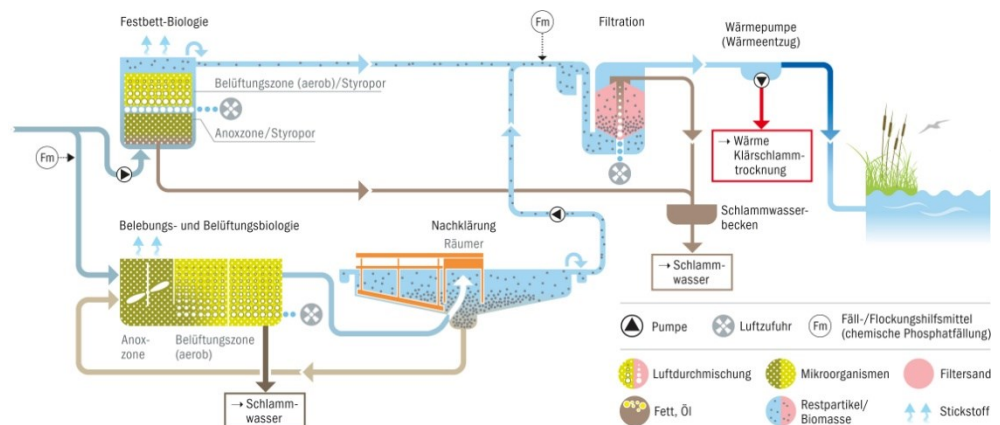 Festbett-Biologie
Fm
Filtration
Wärmepumpe
(Wärmeentzug)
Belüftungszone (aerob)/Styropor
Anoxzone/Styropor
Fm
→ Wärme
Klärschlamm-
trocknung
Schlammwasser-
becken
Belebungs- und Belüftungsbiologie
Nachklärung
Räumer
→ Schlamm-
wasser
Anox-
zone
Belüftungszone
(aerob)
→ Schlamm-
wasser
Pumpe
Luftzufuhr
Fm
Fäll-/Flockungshilfsmittel
(chemische Phosphatfällung)
Luftdurchmischung
Mikroorganismen
Filtersand
Fett, Öl
Restpartikel/
Biomasse
Stickstoff